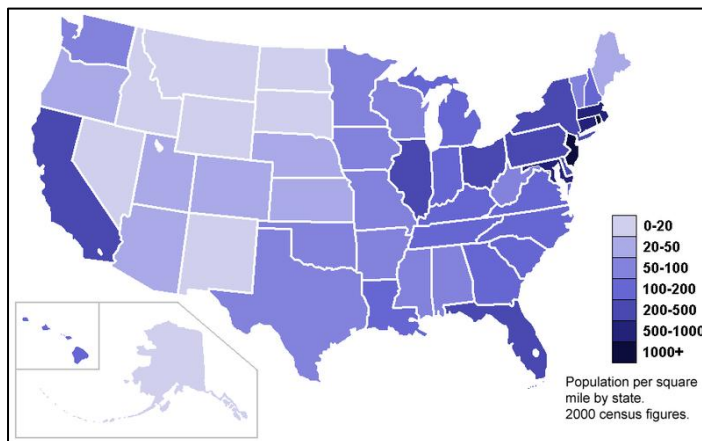 0-20
20-50
50-100
100-200
200-500
500-1000
1000+
Population per square
mile by state.
2000 census figures.